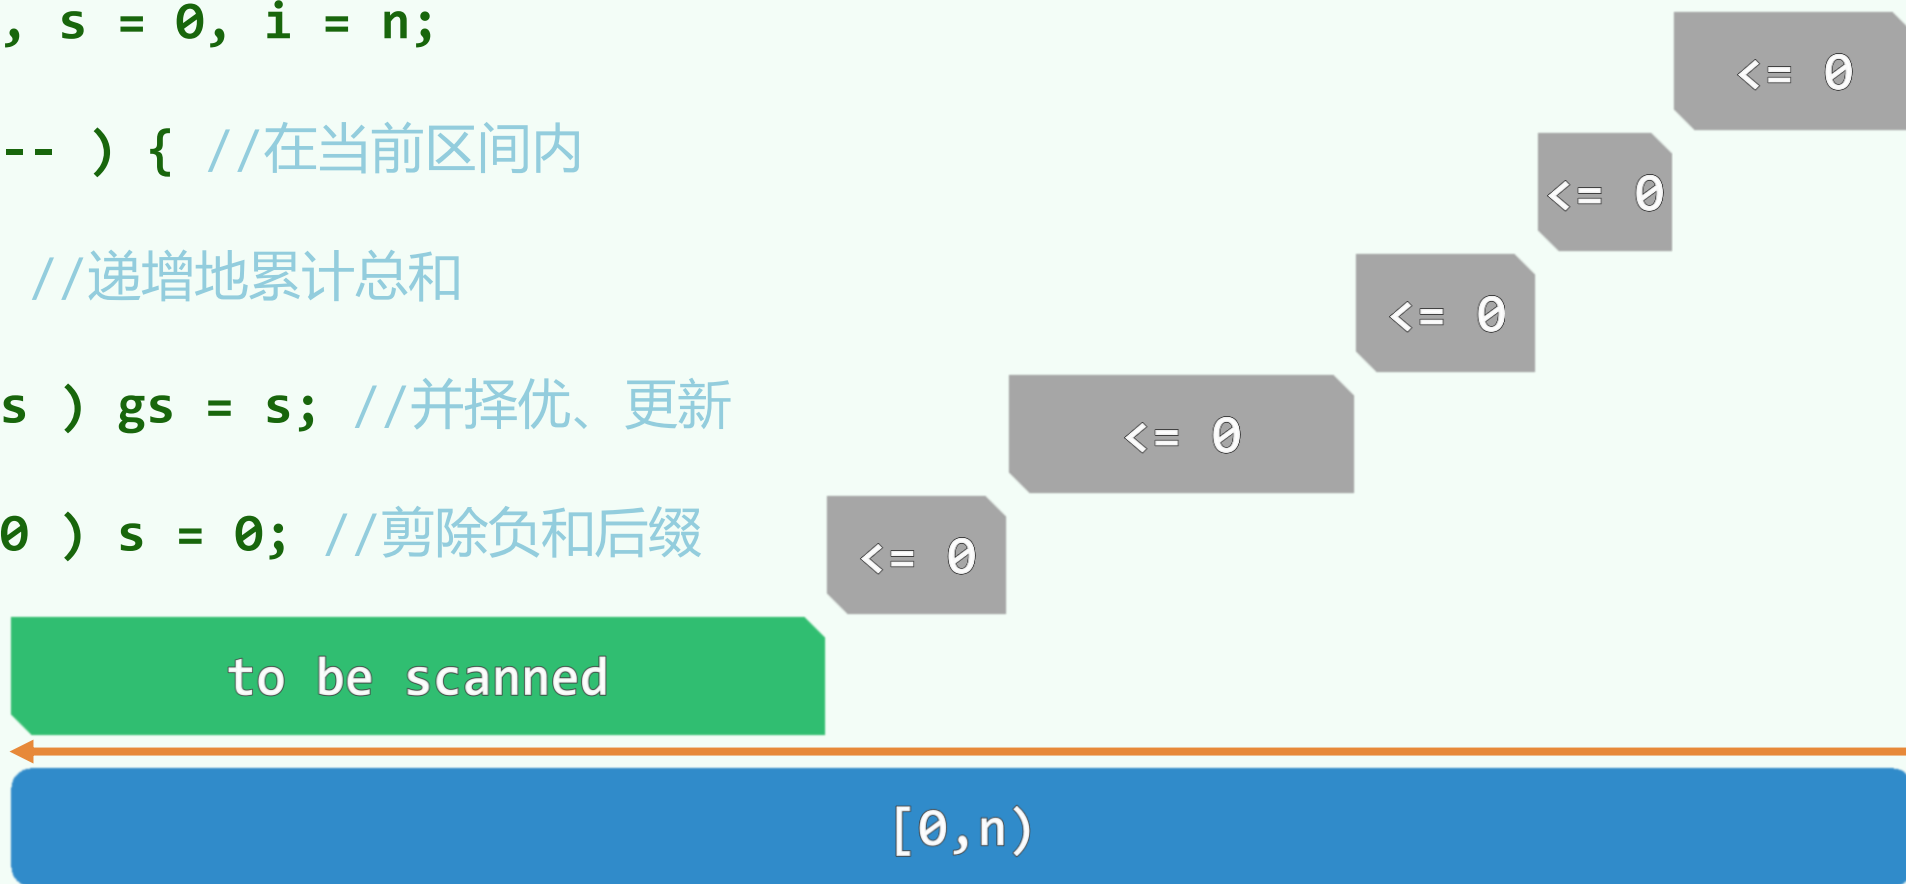 , s = 0, i = n;
<= 0
-- ) { //在当前区间内
<= 0
//递增地累计总和
<= 0
s ) gs = s; //并择优、更新
<= 0
0 ) s = 0; //剪除负和后缀
<= 0
to be scanned
[0,n)